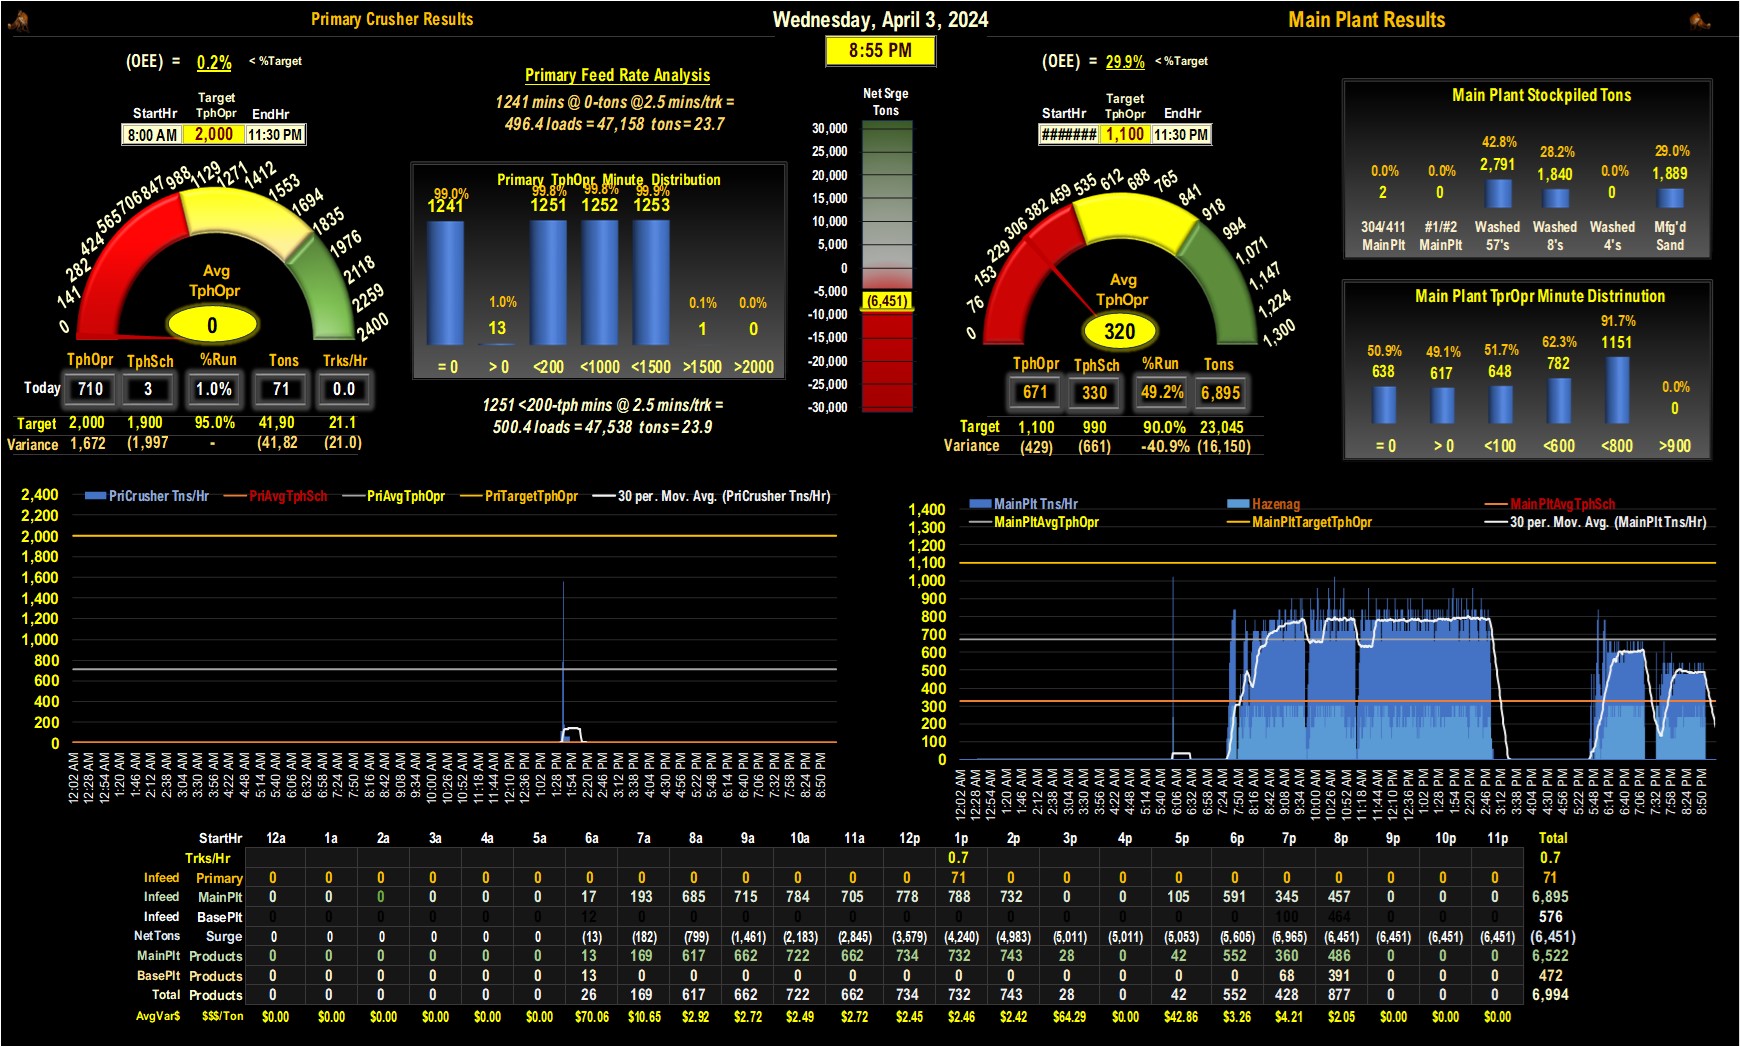 Primary Crusher Results
Wednesday, April 3, 2024
Main Plant Results
8:55 PM
(OEE) = 0.2% < %Target
StartHr Target TphOpr EndHr
8:00 AM 2,000 11:30 PM
0 141 282 424 565 706 847 988 1129 1271 1412 1553 1694 1835 1976 2118 2259 2400
Avg
TphOpr
0
TphOpr TphSch %Run Tons Trks/Hr
Today 710 3 1.0% 71 0.0
Target 2,000 1,900 95.0% 41,90 21.1
Variance 1,672 (1,997 - (41,82 (21.0)
Primary Feed Rate Analysis
1241 mins @ 0-tons @2.5 mins/trk =
496.4 loads = 47,158 tons = 23.7
Primary TphOpr Minute Distribution
99.0% 1.0% 99.8% 99.8% 99.9% 0.1% 0.0%
1241 13 1251 1252 1253 1 0
= 0 > 0 <200 <1000 <1500 >1500 >2000
1251 <200-tph mins @ 2.5 mins/trk =
500.4 loads = 47,538 tons = 23.9
Net Srge
Tons
30,000
25,000
20,000
15,000
10,000
5,000
0
-5,000
(6,451)
-10,000
-15,000
-20,000
-25,000
-30,000
(OEE) = 29.9% < %Target
StartHr Target TphOpr EndHr
####### 1,100 11:30 PM
0 76 153 229 306 382 459 535 612 688 765 841 918 994 1,071 1,147 1,224 1,300
Avg
TphOpr
320
TphOpr TphSch %Run Tons
671 330 49.2% 6,895
Target 1,100 990 90.0% 23,045
Variance (429) (661) -40.9% (16,150)
Main Plant Stockpiled Tons
0.0% 0.0% 42.8% 28.2% 0.0% 29.0%
2 0 2,791 1,840 0 1,889
304/411 #1/#2 Washed Washed Washed Mfg'd
MainPlt MainPlt 57's 8's 4's Sand
Main Plant TprOpr Minute Distrinution
50.9% 49.1% 51.7% 62.3% 91.7% 0.0%
638 617 648 782 1151 0
= 0 > 0 <100 <600 <800 >900
PriCrusher Tns/Hr PriAvgTphSch PriAvgTphOpr PriTargetTphOpr 30 per. Mov. Avg. (PriCrusher Tns/Hr)
2,400
2,200
2,000
1,800
1,600
1,400
1,200
1,000
800
600
400
200
0
12:02 AM 12:28 AM 12:54 AM 1:20 AM 1:46 AM 2:12 AM 2:38 AM 3:04 AM 3:30 AM 3:56 AM 4:22 AM 4:48 AM 5:14 AM 5:40 AM 6:06 AM 6:32 AM 6:58 AM 7:24 AM 7:50 AM 8:16 AM 8:42 AM 9:08 AM 9:34 AM 10:00 AM 10:26 AM 10:52 AM 11:18 AM 11:44 AM 12:10 PM 12:36 PM 1:02 PM 1:28 PM 1:54 PM 2:20 PM 2:46 PM 3:12 PM 3:38 PM 4:04 PM 4:30 PM 4:56 PM 5:22 PM 5:48 PM 6:14 PM 6:40 PM 7:06 PM 7:32 PM 7:58 PM 8:24 PM 8:50 PM
MainPlt Tns/Hr Hazenag MainPltAvgTphSch
MainPltAvgTphOpr MainPltTargetTphOpr 30 per. Mov. Avg. (MainPlt Tns/Hr)
1,400
1,300
1,200
1,100
1,000
900
800
700
600
500
400
300
200
100
0
12:02 AM 12:28 AM 12:54 AM 1:20 AM 1:46 AM 2:12 AM 2:38 AM 3:04 AM 3:30 AM 3:56 AM 4:22 AM 4:48 AM 5:14 AM 5:40 AM 6:06 AM 6:32 AM 6:58 AM 7:24 AM 7:50 AM 8:16 AM 8:42 AM 9:08 AM 9:34 AM 10:00 AM 10:26 AM 10:52 AM 11:18 AM 11:44 AM 12:10 PM 12:36 PM 1:02 PM 1:28 PM 1:54 PM 2:20 PM 2:46 PM 3:12 PM 3:38 PM 4:04 PM 4:30 PM 4:56 PM 5:22 PM 5:48 PM 6:14 PM 6:40 PM 7:06 PM 7:32 PM 7:58 PM 8:24 PM 8:50 PM
StartHr 12a 1a 2a 3a 4a 5a 6a 7a 8a 9a 10a 11a 12p 1p 2p 3p 4p 5p 6p 7p 8p 9p 10p 11p Total
Trks/Hr 0.7 0.7
Infeed Primary 0 0 0 0 0 0 0 0 0 0 0 0 0 71 0 0 0 0 0 0 0 0 0 0 71
Infeed MainPlt 0 0 0 0 0 0 17 193 685 715 784 705 778 788 732 0 0 105 591 345 457 0 0 0 6,895
Infeed BasePlt 0 0 0 0 0 0 12 0 0 0 0 0 0 0 0 0 0 0 0 100 464 0 0 0 576
NetTons Surge 0 0 0 0 0 0 (13) (182) (799) (1,461) (2,183) (2,845) (3,579) (4,240) (4,983) (5,011) (5,011) (5,053) (5,605) (5,965) (6,451) (6,451) (6,451) (6,451) (6,451)
MainPlt Products 0 0 0 0 0 0 13 169 617 662 722 662 734 732 743 28 0 42 552 360 486 0 0 0 6,522
BasePlt Products 0 0 0 0 0 0 13 0 0 0 0 0 0 0 0 0 0 0 0 68 391 0 0 0 472
Total Products 0 0 0 0 0 0 26 169 617 662 722 662 734 732 743 28 0 42 552 428 877 0 0 0 6,994
AvgVar$ $$$/Ton $0.00 $0.00 $0.00 $0.00 $0.00 $0.00 $70.06 $10.65 $2.92 $2.72 $2.49 $2.72 $2.45 $2.46 $2.42 $64.29 $0.00 $42.86 $3.26 $4.21 $2.05 $0.00 $0.00 $0.00